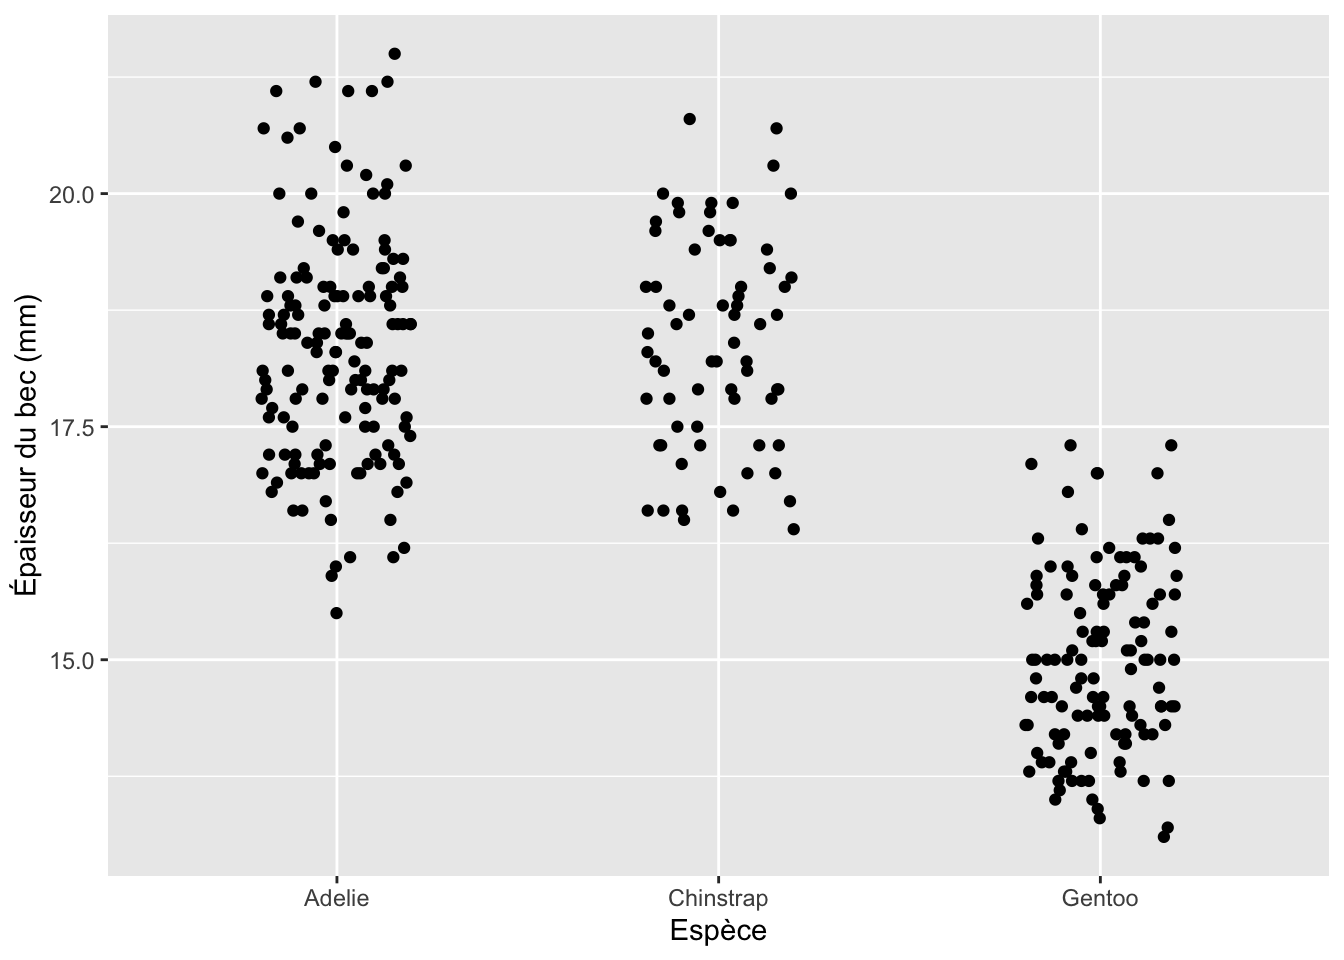 Épaisseur du bec (mm)
20.0
17.5
15.0
Adelie
Chinstrap
Gentoo
Espèce